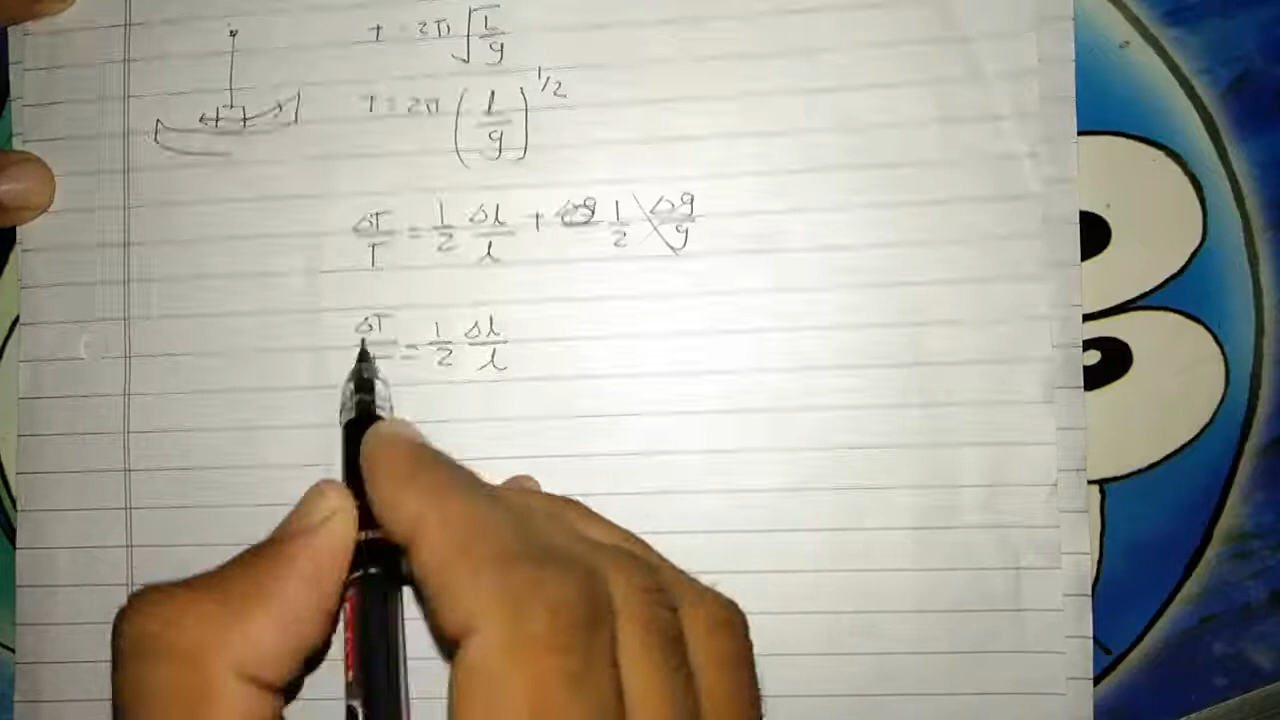 T = 2π √(L/g)
T = 2π (l/g)^1/2
ΔT/T = 1/2 Δl/l + 1/2 Δg/g
ΔT = 1/2 Δl/l